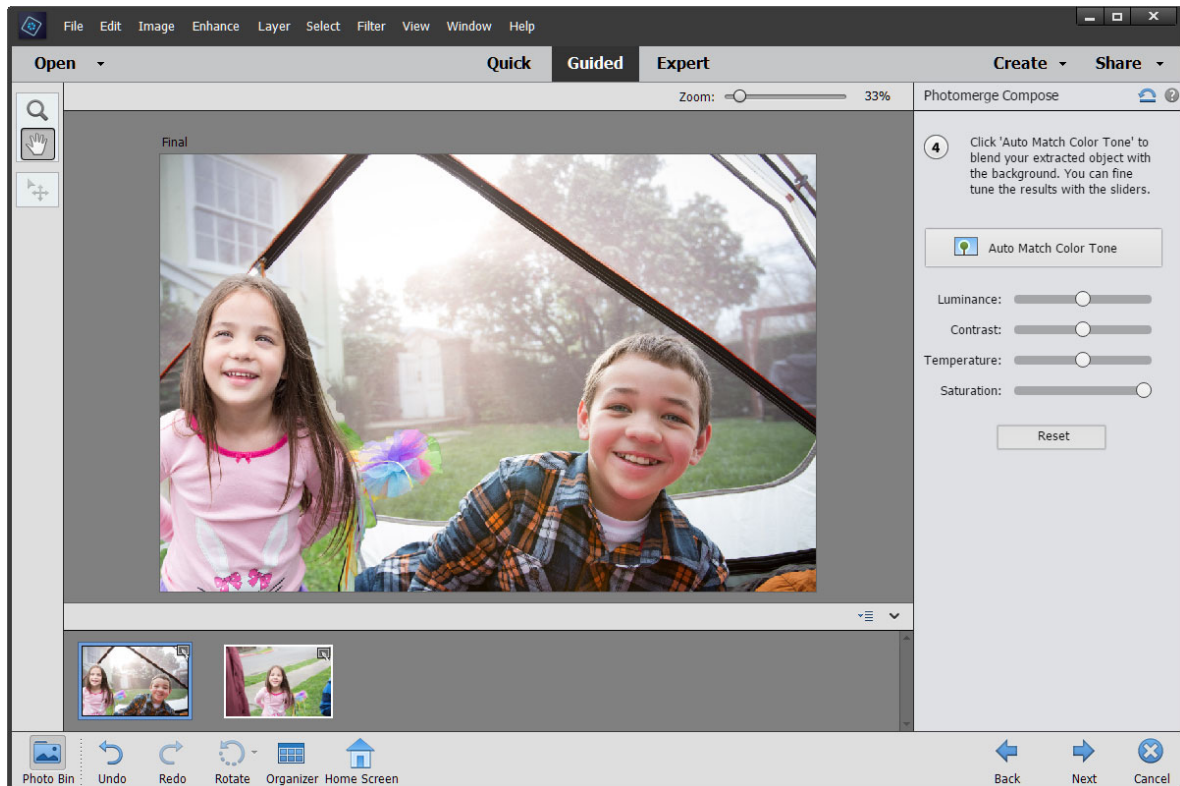 File Edit Image Enhance Layer Select Filter View Window Help
Open Quick Guided Expert Create Share
Zoom: 33% Photomerge Compose
Final
4
Click 'Auto Match Color Tone' to
blend your extracted object with
the background. You can fine
tune the results with the sliders.
Auto Match Color Tone
Luminance:
Contrast:
Temperature:
Saturation:
Reset
Photo Bin Undo Redo Rotate Organizer Home Screen Back Next Cancel